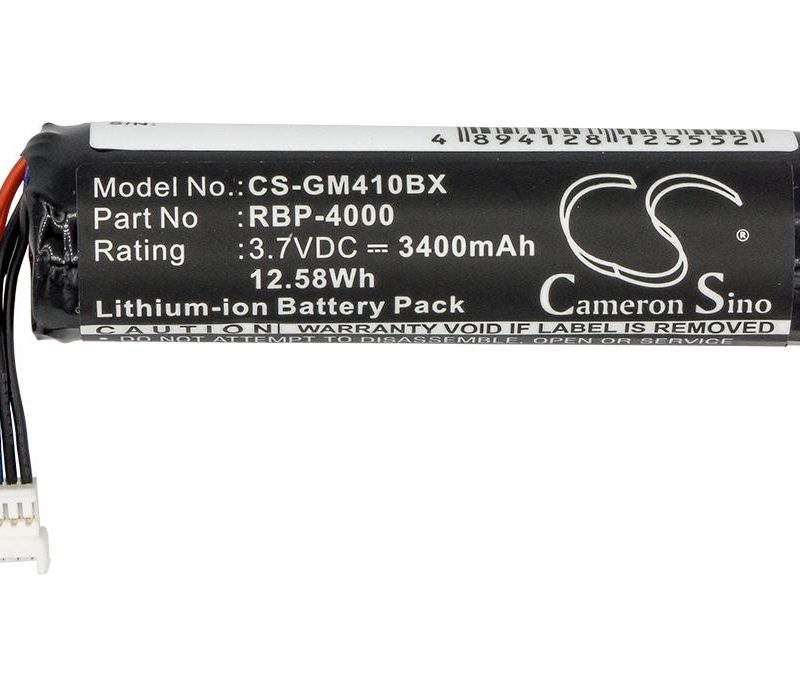 S/N:
4 894128 123552
Model No.: CS-GM410BX
Part No : RBP-4000
Rating : 3.7VDC ⎓ 3400mAh
12.58Wh
Lithium-ion Battery Pack
CS
®
Cameron Sino
CAUTION WARRANTY VOID IF LABEL IS REMOVED
• DO NOT ATTEMPT TO DISASSEMBLE, OPEN OR SQUEEZE